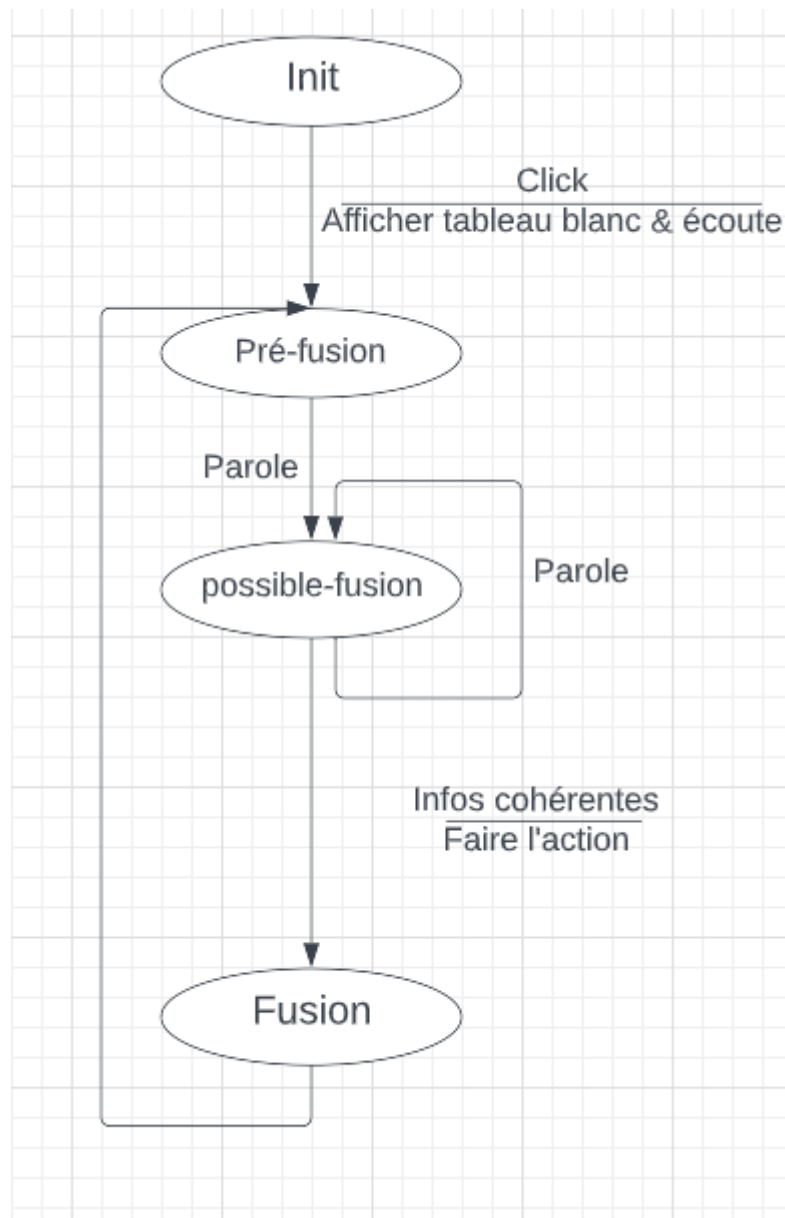 Init
Click
Afficher tableau blanc & écoute
Pré-fusion
Parole
possible-fusion
Parole
Infos cohérentes
Faire l'action
Fusion